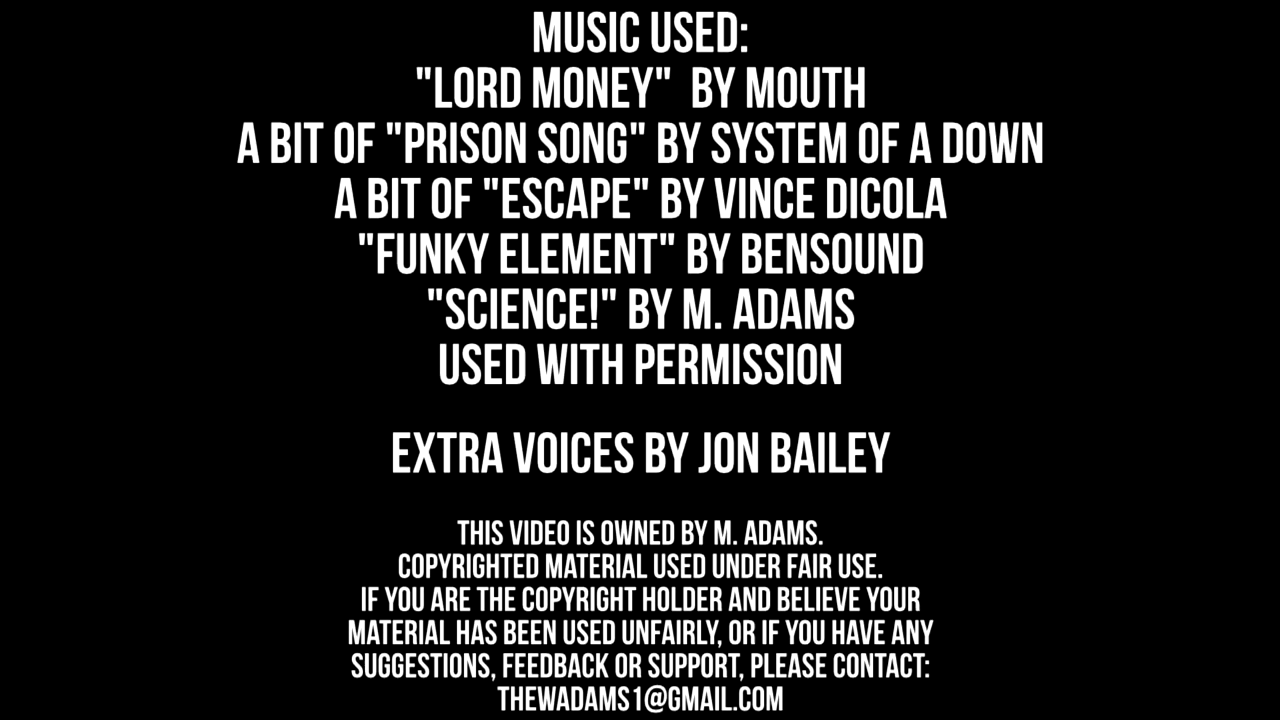 MUSIC USED:
"LORD MONEY" BY MOUTH
A BIT OF "PRISON SONG" BY SYSTEM OF A DOWN
A BIT OF "ESCAPE" BY VINCE DICOLA
"FUNKY ELEMENT" BY BENSOUND
"SCIENCE!" BY M. ADAMS
USED WITH PERMISSION
EXTRA VOICES BY JON BAILEY
THIS VIDEO IS OWNED BY M. ADAMS.
COPYRIGHTED MATERIAL USED UNDER FAIR USE.
IF YOU ARE THE COPYRIGHT HOLDER AND BELIEVE YOUR
MATERIAL HAS BEEN USED UNFAIRLY, OR IF YOU HAVE ANY
SUGGESTIONS, FEEDBACK OR SUPPORT, PLEASE CONTACT:
THEWADAMS1@GMAIL.COM